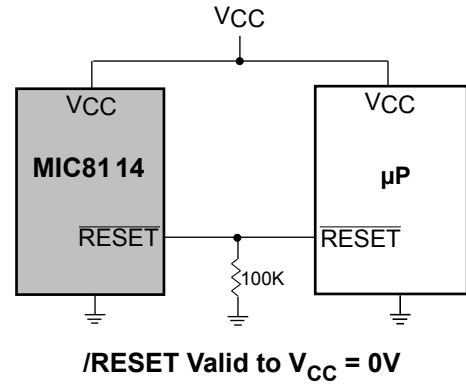 VCC
VCC
VCC
MIC8114
µP
RESET
RESET
100K
/RESET Valid to VCC = 0V